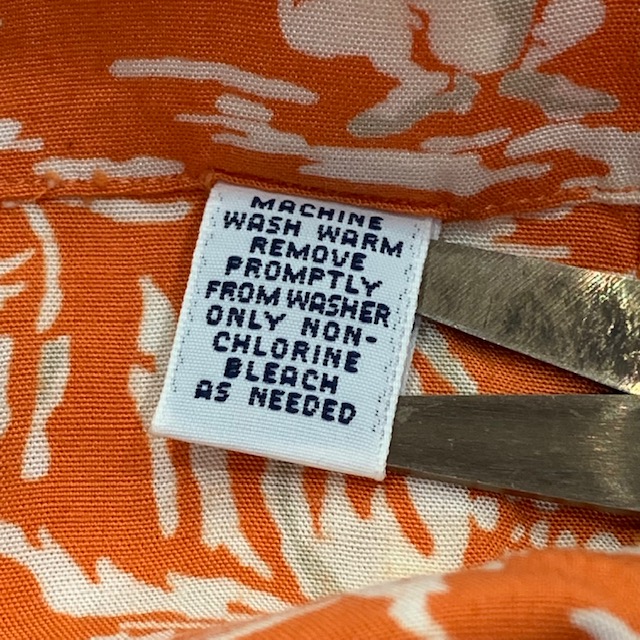 MACHINE
WASH WARM
REMOVE
PROMPTLY
FROM WASHER
ONLY NON-
CHLORINE
BLEACH
AS NEEDED